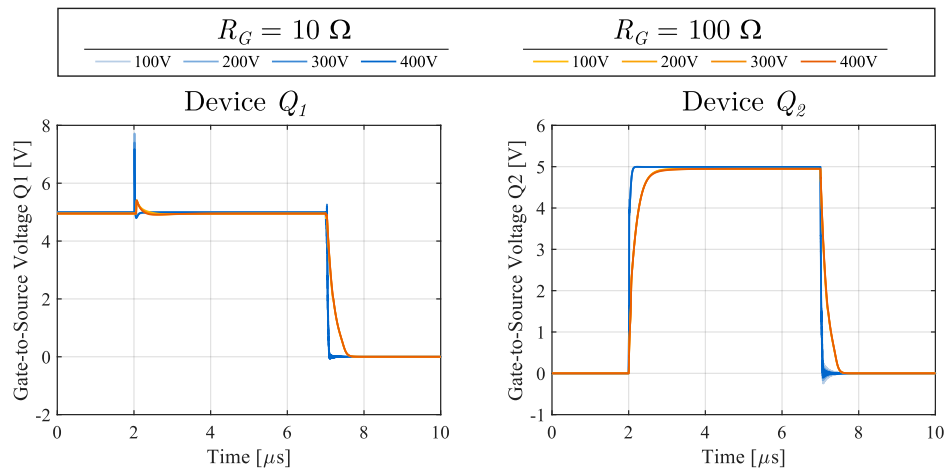 R_G = 10 Ω R_G = 100 Ω
100V 200V 300V 400V 100V 200V 300V 400V
Device Q_1 Device Q_2
Gate-to-Source Voltage Q1 [V]
8
6
4
2
0
-2
0 2 4 6 8 10
Time [μs]
Gate-to-Source Voltage Q2 [V]
6
5
4
3
2
1
0
-1
0 2 4 6 8 10
Time [μs]